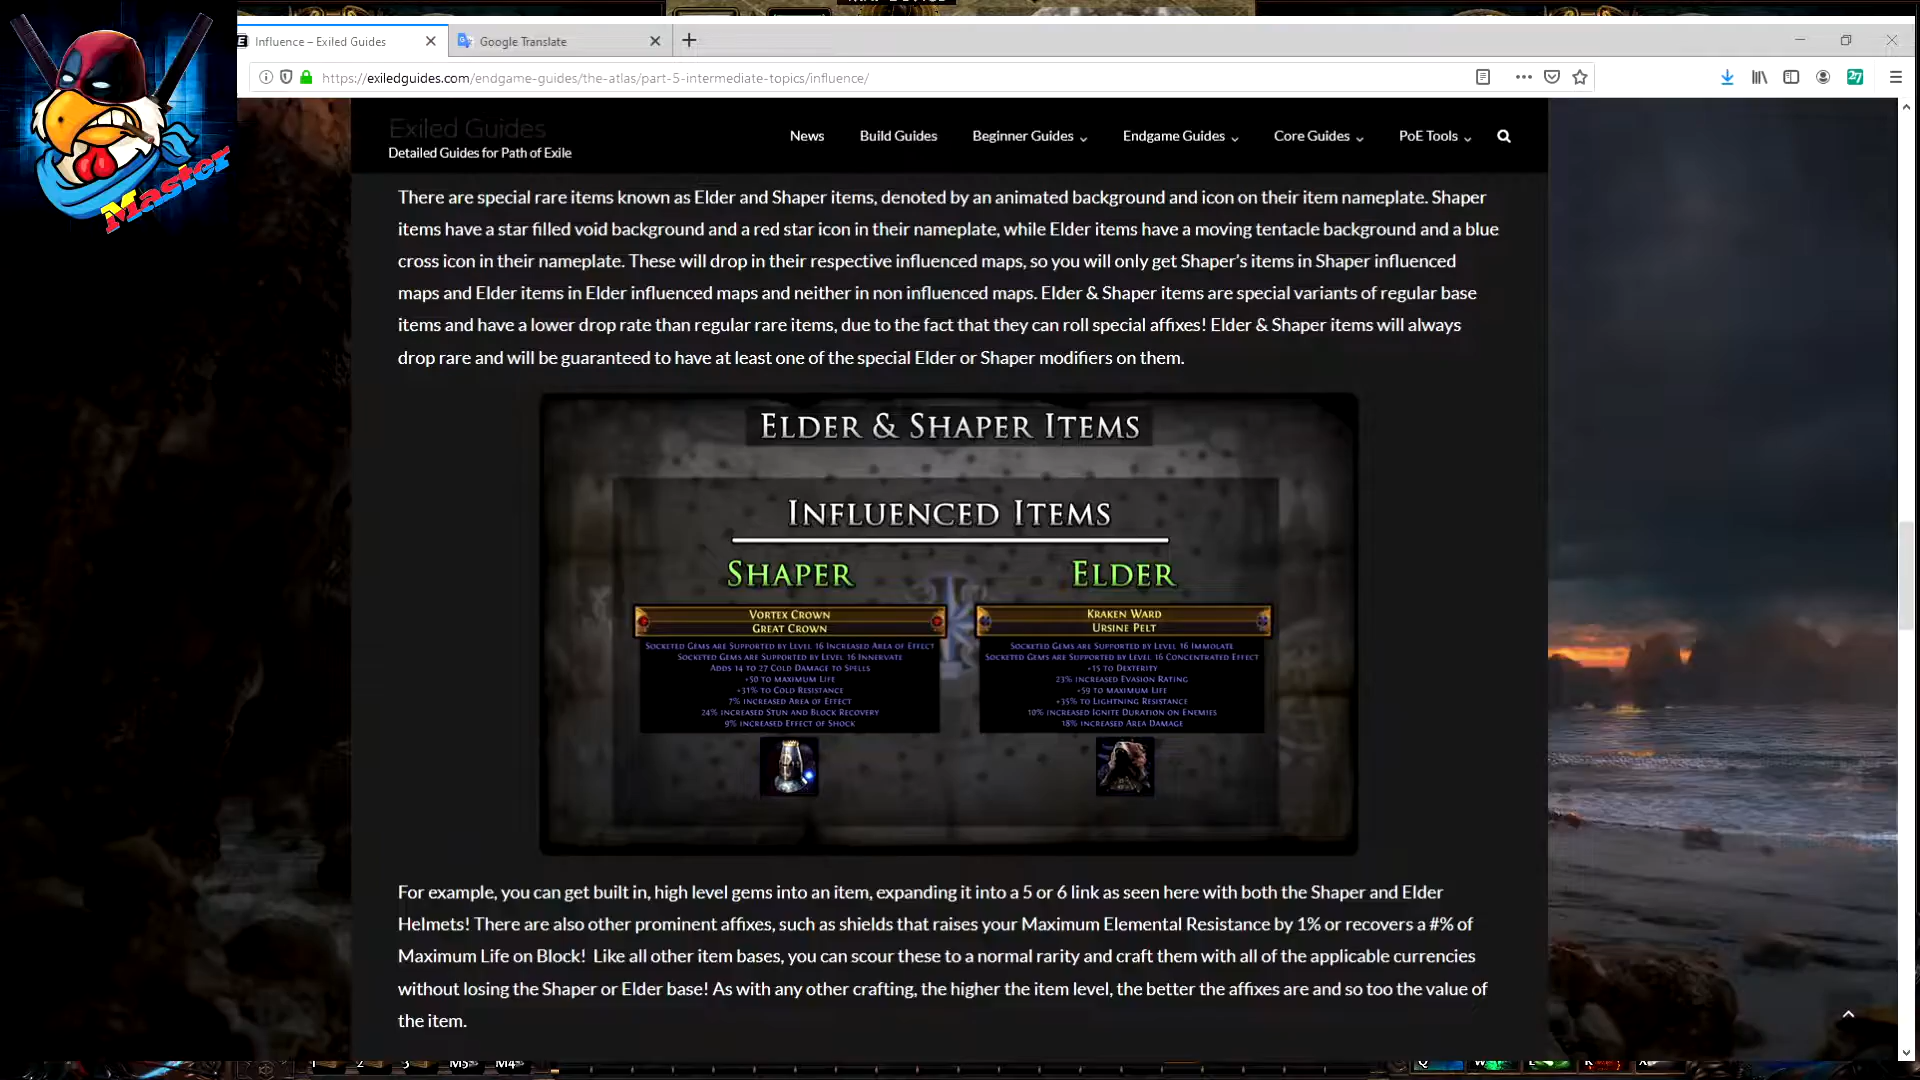 Master
Influence – Exiled Guides
Google Translate
https://exiledguides.com/endgame-guides/the-atlas/part-5-intermediate-topics/influence/
27
Exiled Guides
Detailed Guides for Path of Exile
News Build Guides Beginner Guides Endgame Guides Core Guides PoE Tools
There are special rare items known as Elder and Shaper items, denoted by an animated background and icon on their item nameplate. Shaper
items have a star filled void background and a red star icon in their nameplate, while Elder items have a moving tentacle background and a blue
cross icon in their nameplate. These will drop in their respective influenced maps, so you will only get Shaper's items in Shaper influenced
maps and Elder items in Elder influenced maps and neither in non influenced maps. Elder & Shaper items are special variants of regular base
items and have a lower drop rate than regular rare items, due to the fact that they can roll special affixes! Elder & Shaper items will always
drop rare and will be guaranteed to have at least one of the special Elder or Shaper modifiers on them.
Elder & Shaper Items
Influenced Items
Shaper
Elder
Vortex Crown
Great Crown
Socketed Gems are Supported by Level 16 Increased Area of Effect
Socketed Gems are Supported by Level 16 Innervate
Adds 14 to 27 Cold Damage to Spells
+50 to maximum Life
+31% to Cold Resistance
7% increased Area of Effect
24% increased Stun and Block Recovery
9% increased Effect of Shock
Kraken Ward
Ursine Pelt
Socketed Gems are Supported by Level 16 Immolate
Socketed Gems are Supported by Level 16 Concentrated Effect
+15 to Dexterity
23% increased Evasion Rating
+59 to maximum Life
+35% to Lightning Resistance
10% increased Ignite Duration on Enemies
18% increased Area Damage
For example, you can get built in, high level gems into an item, expanding it into a 5 or 6 link as seen here with both the Shaper and Elder
Helmets! There are also other prominent affixes, such as shields that raises your Maximum Elemental Resistance by 1% or recovers a #% of
Maximum Life on Block! Like all other item bases, you can scour these to a normal rarity and craft them with all of the applicable currencies
without losing the Shaper or Elder base! As with any other crafting, the higher the item level, the better the affixes are and so too the value of
the item.